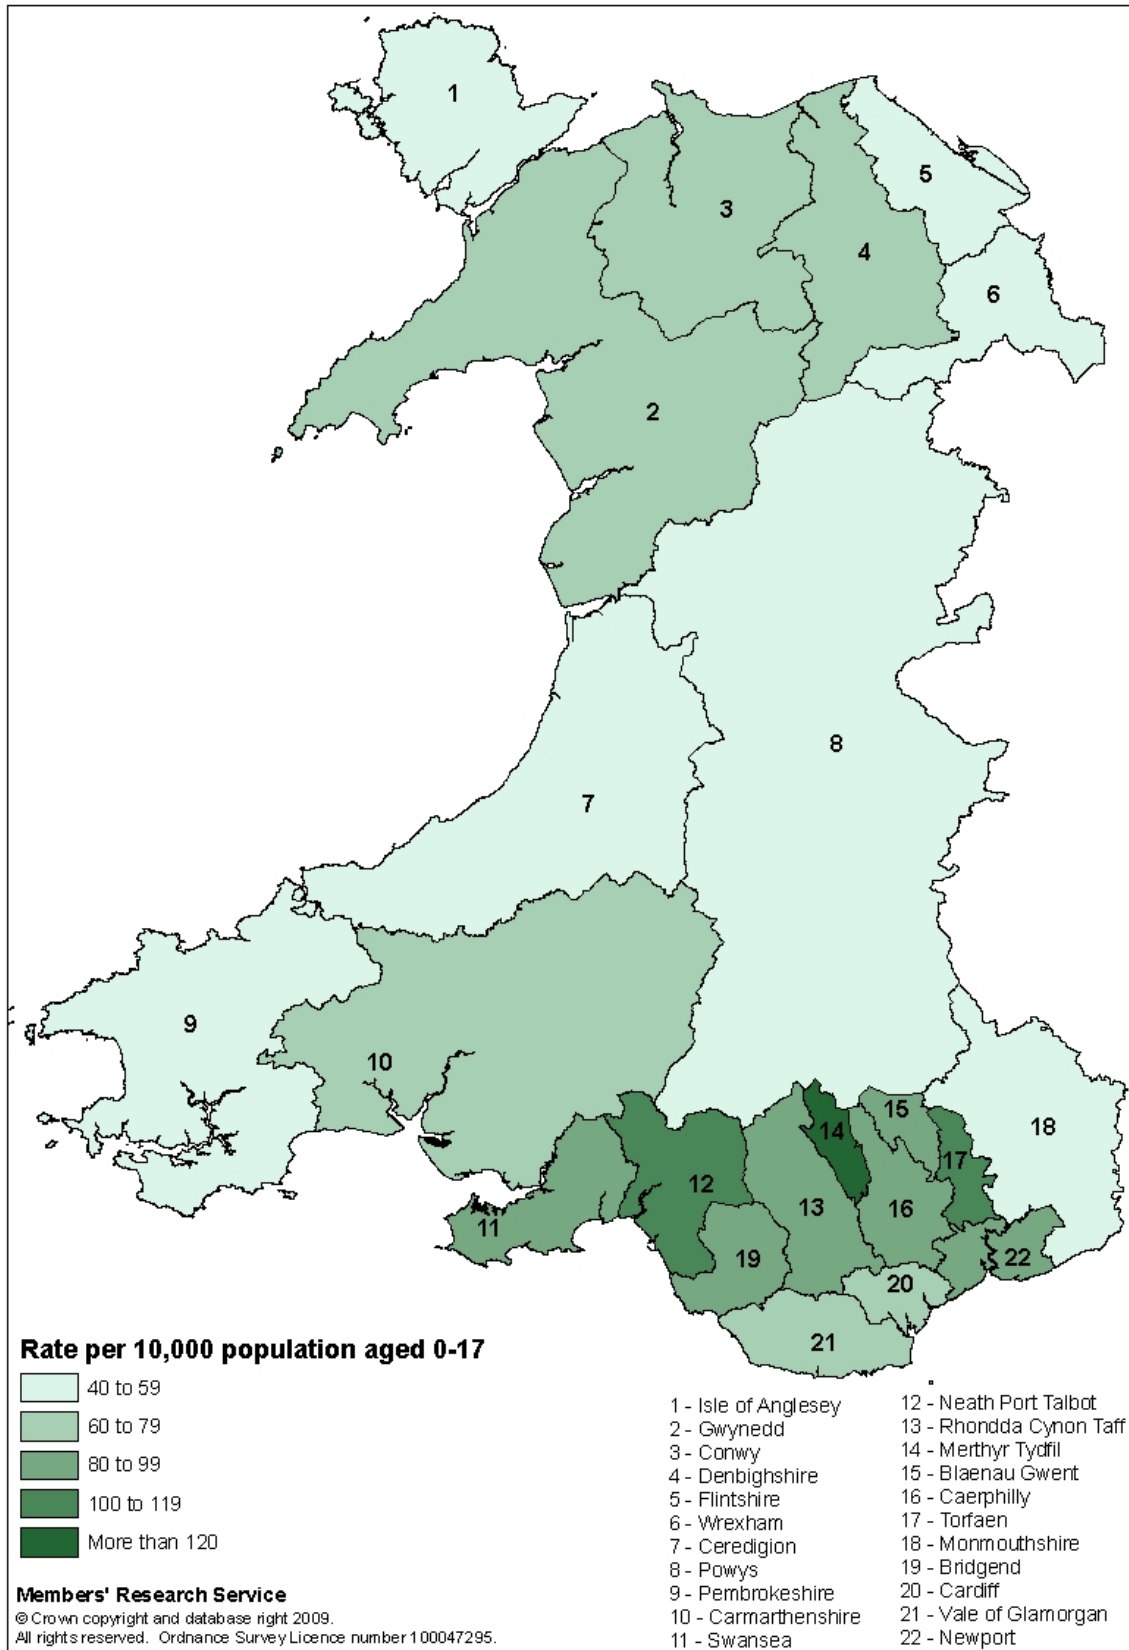 1
2
3
4
5
6
7
8
9
10
11
12
13
14
15
16
17
18
19
20
21
22
Rate per 10,000 population aged 0-17
40 to 59
60 to 79
80 to 99
100 to 119
More than 120
Members' Research Service
© Crown copyright and database right 2009.
All rights reserved. Ordnance Survey Licence number 100047295.
1 - Isle of Anglesey
2 - Gwynedd
3 - Conwy
4 - Denbighshire
5 - Flintshire
6 - Wrexham
7 - Ceredigion
8 - Powys
9 - Pembrokeshire
10 - Carmarthenshire
11 - Swansea
12 - Neath Port Talbot
13 - Rhondda Cynon Taff
14 - Merthyr Tydfil
15 - Blaenau Gwent
16 - Caerphilly
17 - Torfaen
18 - Monmouthshire
19 - Bridgend
20 - Cardiff
21 - Vale of Glamorgan
22 - Newport